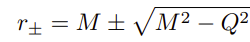 r± = M ± √(M² − Q²)